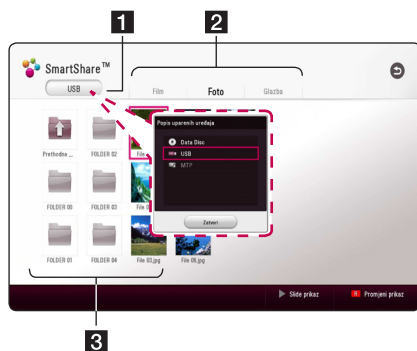 1
2
SmartShare™
USB
Film
Foto
Glazba
Popis uparenih uređaja
Data Disc
USB
MTP
Zatvori
Prethodna ...
FOLDER 02
FOLDER 00
FOLDER 03
FOLDER 01
FOLDER 04
File 03.jpg
File 06.jpg
Slide prikaz
R Promjeni prikaz
3